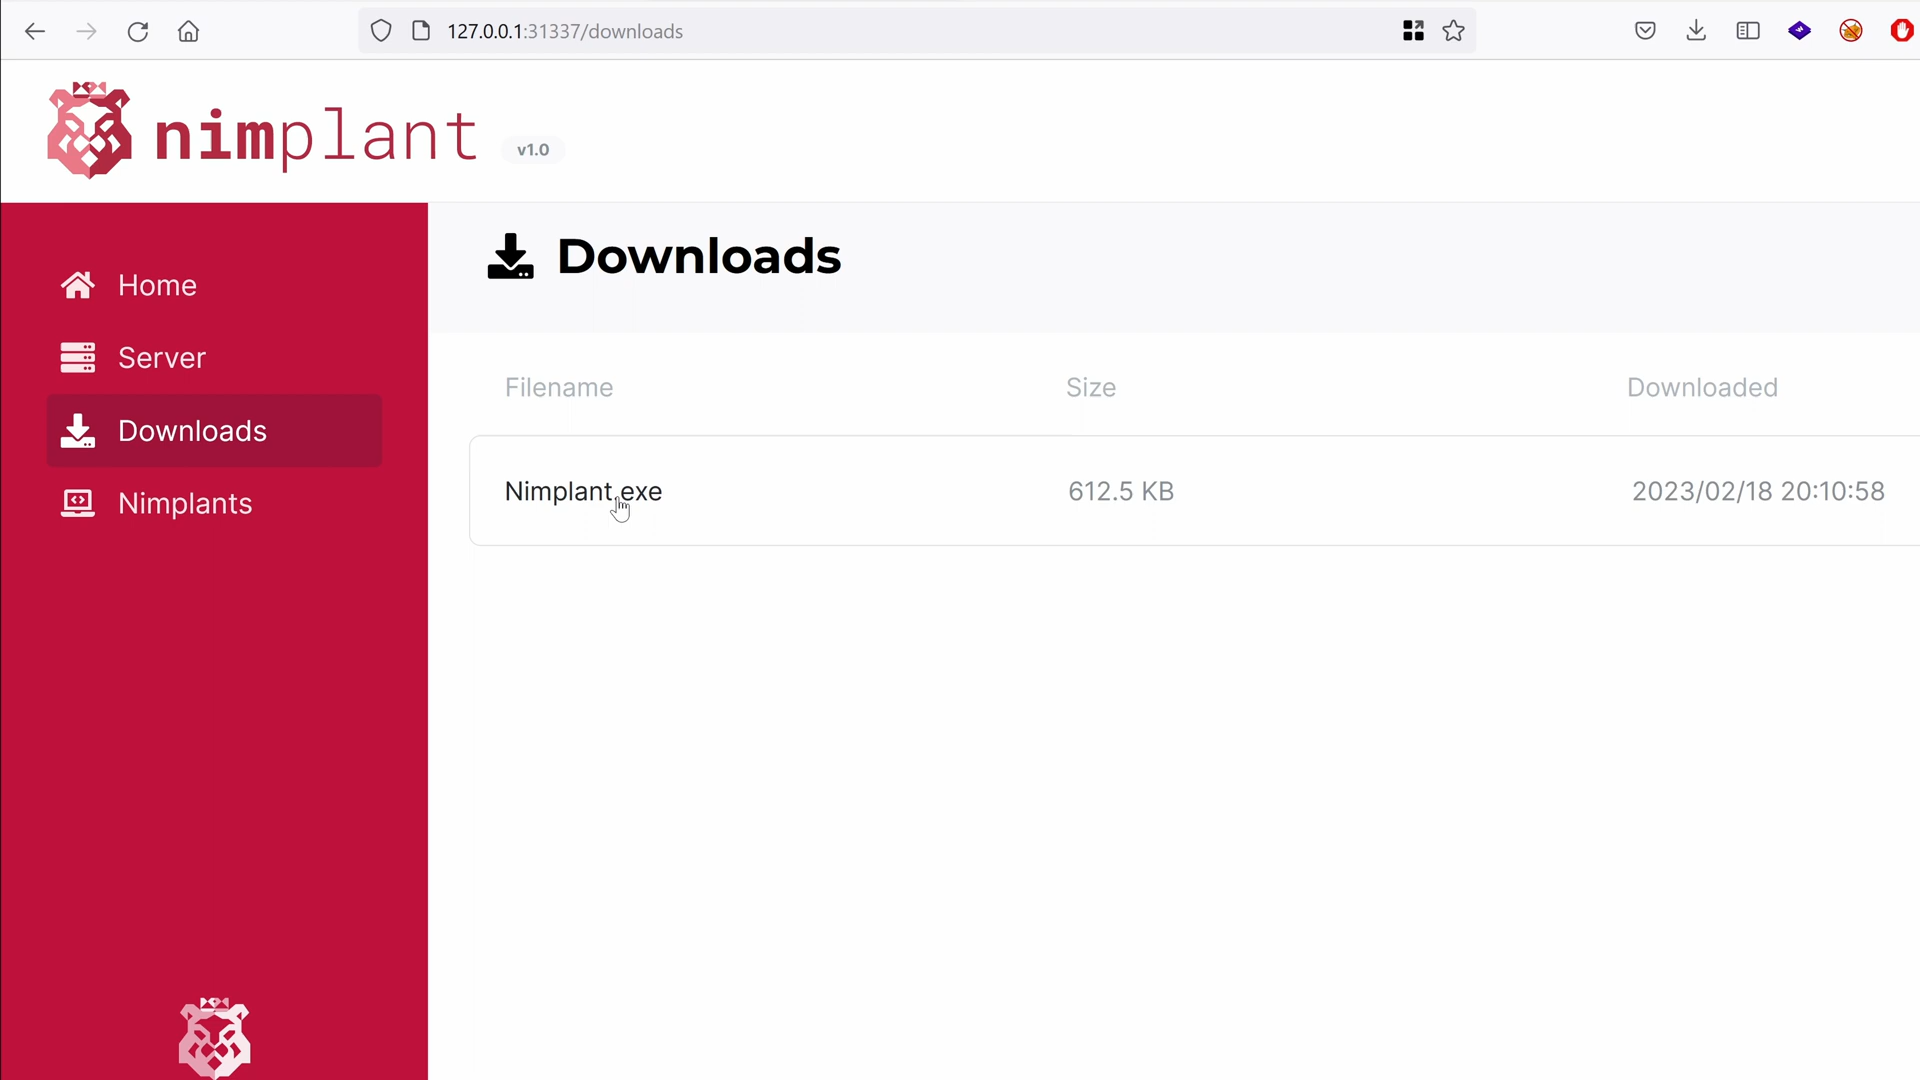 127.0.0.1:31337/downloads
nimplant v1.0
Home
Server
Downloads
Nimplants
Downloads
Filename Size Downloaded
Nimplant.exe 612.5 KB 2023/02/18 20:10:58